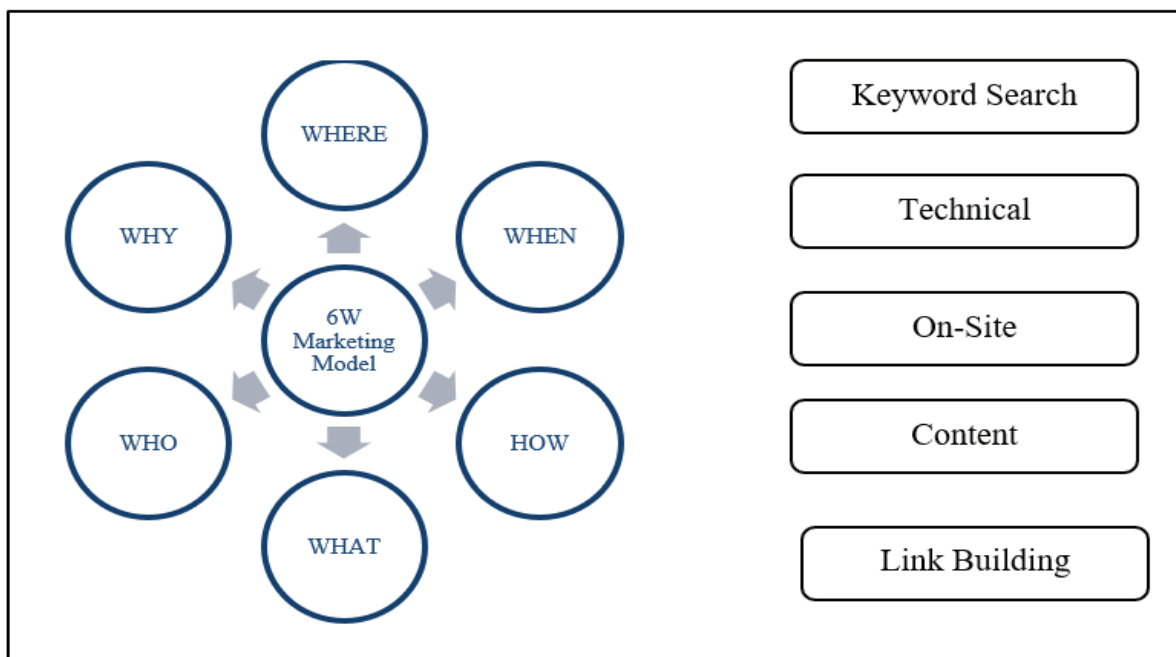 WHERE
WHY
WHEN
6W
Marketing
Model
WHO
HOW
WHAT
Keyword Search
Technical
On-Site
Content
Link Building